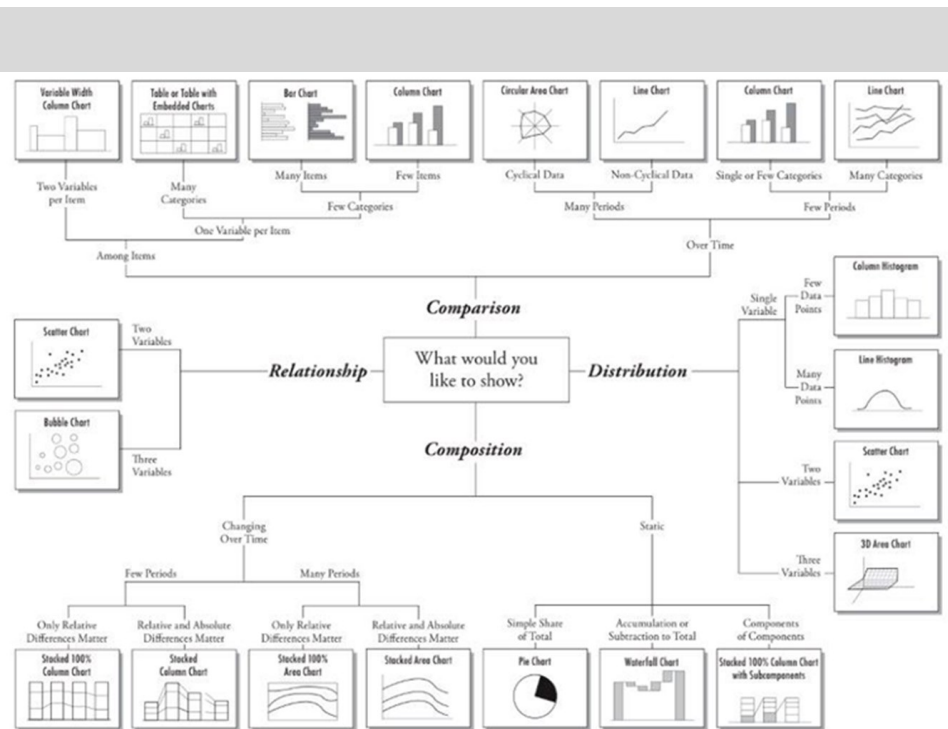 Variable Width
Column Chart
Table or Table with
Embedded Charts
Bar Chart
Column Chart
Circular Area Chart
Line Chart
Column Chart
Line Chart
Two Variables
per Item
Many
Categories
Many Items
Few Items
Cyclical Data
Non-Cyclical Data
Single or Few Categories
Many Categories
Few Categories
Many Periods
Few Periods
One Variable per Item
Among Items
Over Time
Comparison
What would you
like to show?
Relationship
Distribution
Composition
Scatter Chart
Two
Variables
Bubble Chart
Three
Variables
Single
Variable
Few
Data
Points
Column Histogram
Many
Data
Points
Line Histogram
Two
Variables
Scatter Chart
Three
Variables
3D Area Chart
Changing
Over Time
Static
Few Periods
Many Periods
Only Relative
Differences Matter
Relative and Absolute
Differences Matter
Only Relative
Differences Matter
Relative and Absolute
Differences Matter
Simple Share
of Total
Accumulation or
Subtraction to Total
Components
of Components
Stacked 100%
Column Chart
Stacked
Column Chart
Stacked 100%
Area Chart
Stacked Area Chart
Pie Chart
Waterfall Chart
Stacked 100% Column Chart
with Subcomponents